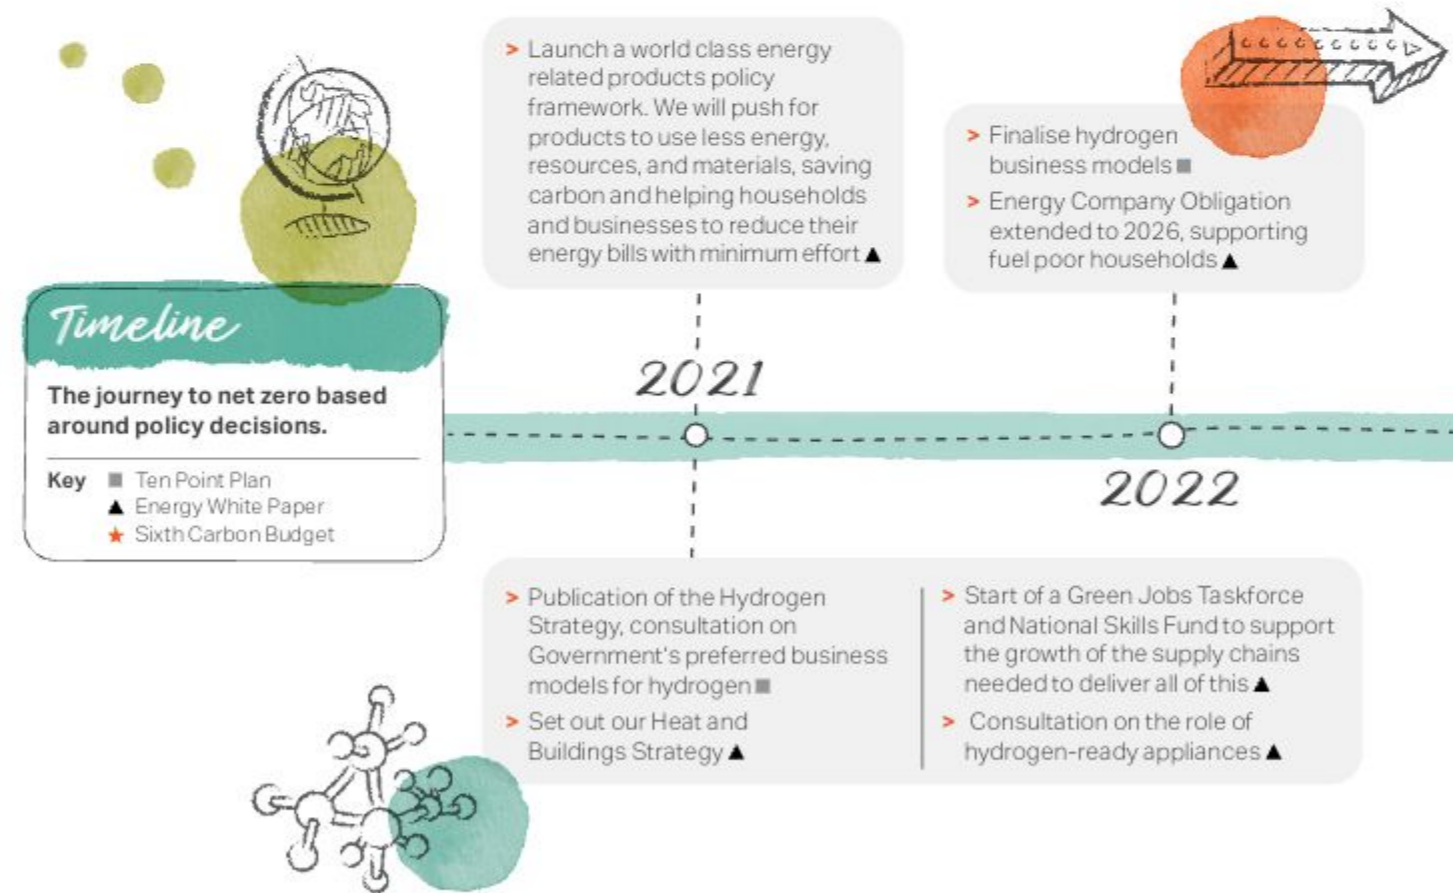 Timeline
The journey to net zero based
around policy decisions.
Key ■ Ten Point Plan
▲ Energy White Paper
★ Sixth Carbon Budget
> Launch a world class energy
related products policy
framework. We will push for
products to use less energy,
resources, and materials, saving
carbon and helping households
and businesses to reduce their
energy bills with minimum effort ▲
2021
> Publication of the Hydrogen
Strategy, consultation on
Government's preferred business
models for hydrogen ■
> Set out our Heat and
Buildings Strategy ▲
> Start of a Green Jobs Taskforce
and National Skills Fund to support
the growth of the supply chains
needed to deliver all of this ▲
> Consultation on the role of
hydrogen-ready appliances ▲
> Finalise hydrogen
business models ■
> Energy Company Obligation
extended to 2026, supporting
fuel poor households ▲
2022